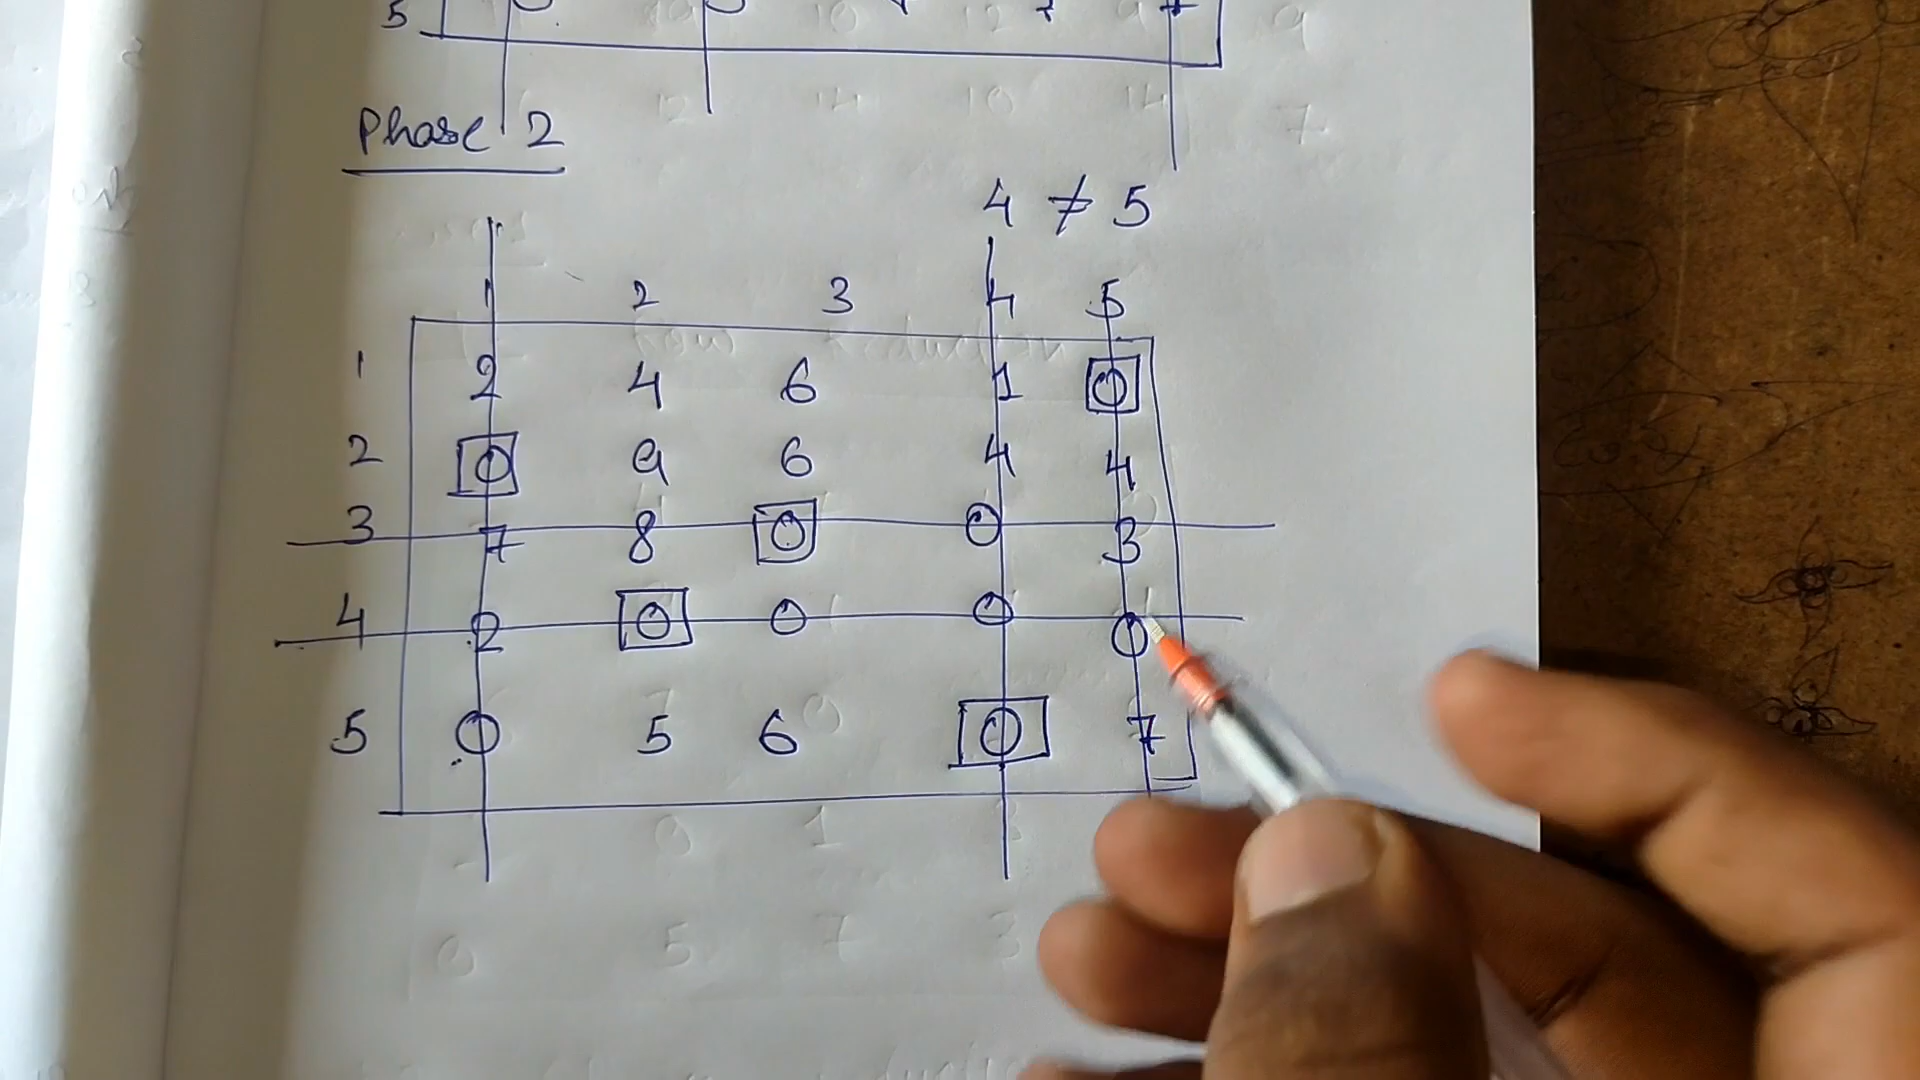 5
Phase 2
4 ≠ 5
1 2 3 4 5
1 2 4 6 1 0
2 0 9 6 4 4
3 7 8 0 0 3
4 2 0 0 0 0
5 0 5 6 0 7